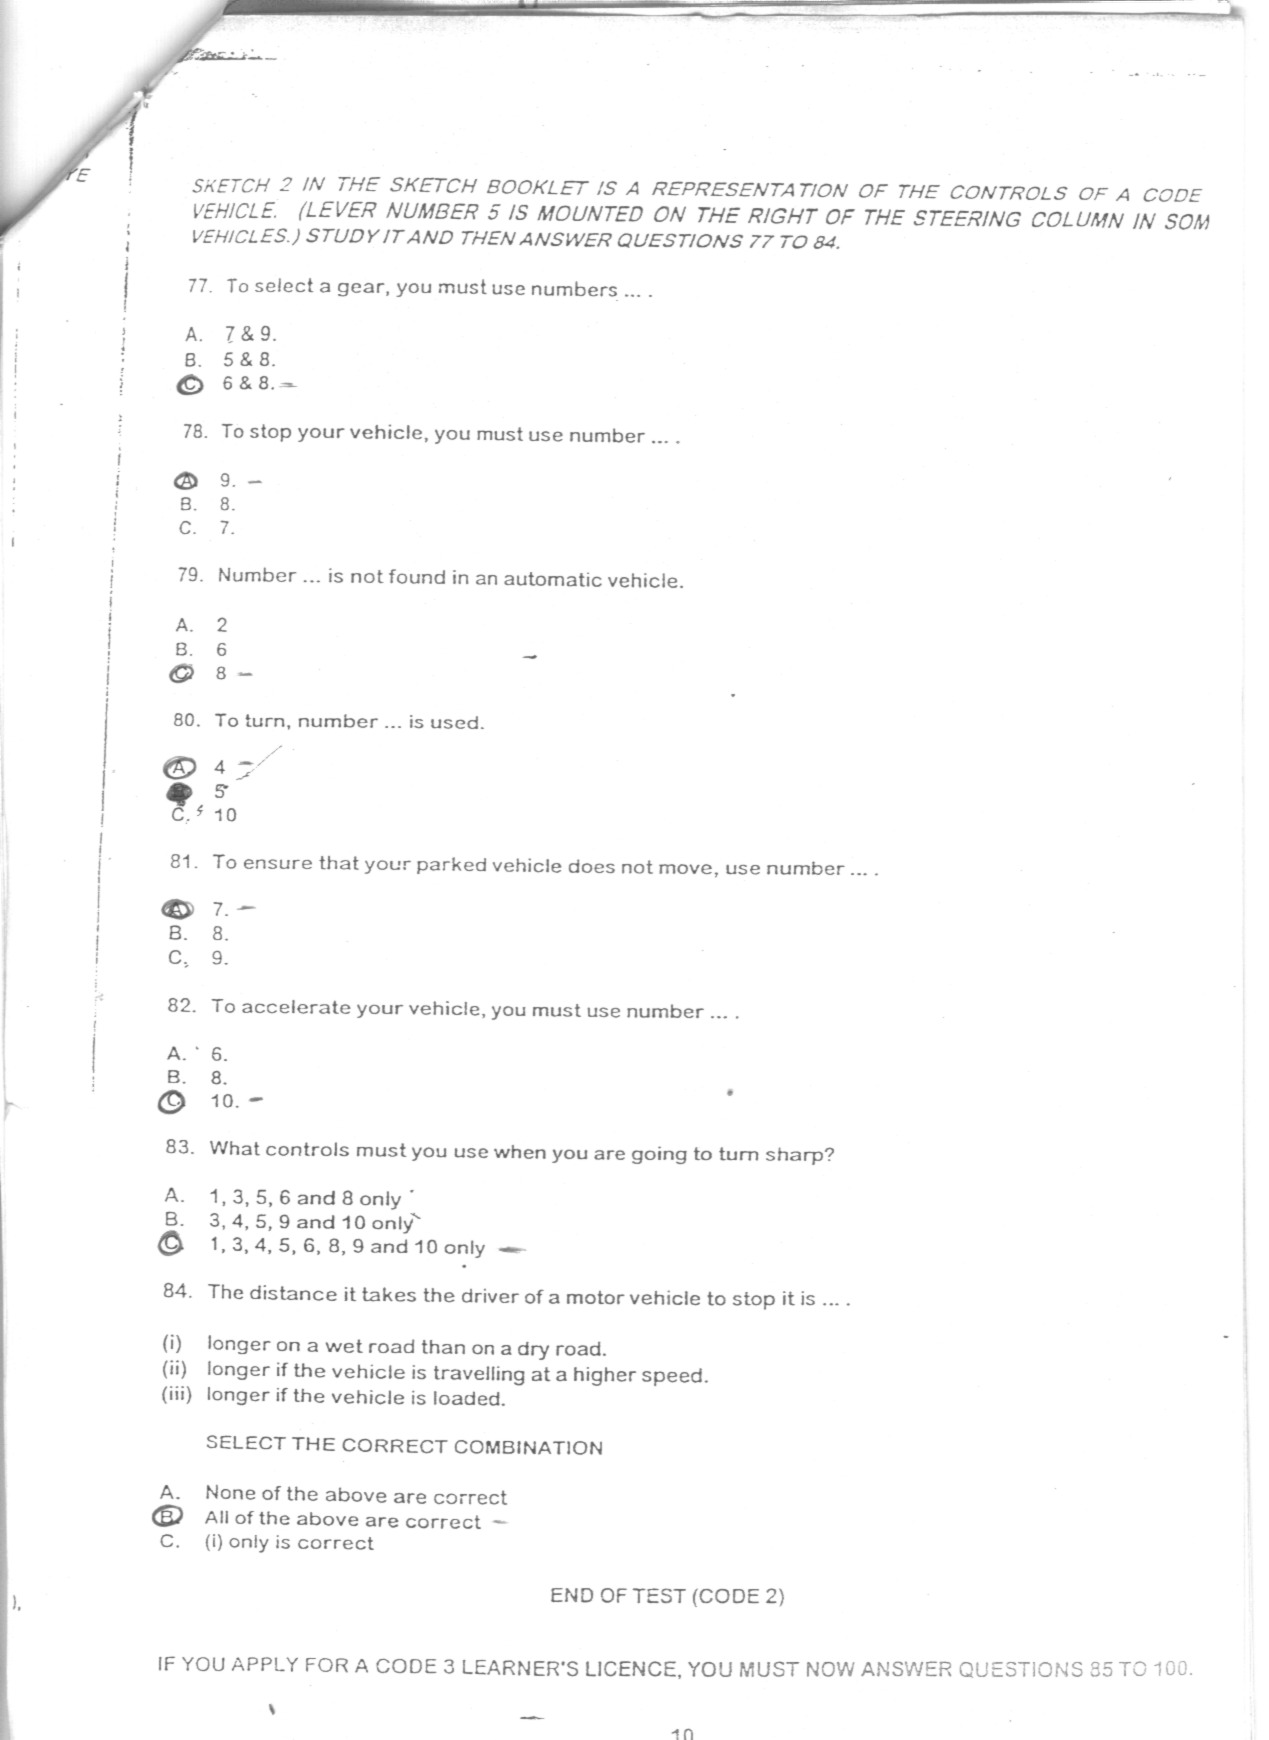 YE
SKETCH 2 IN THE SKETCH BOOKLET IS A REPRESENTATION OF THE CONTROLS OF A CODE
VEHICLE. (LEVER NUMBER 5 IS MOUNTED ON THE RIGHT OF THE STEERING COLUMN IN SOM
VEHICLES.) STUDY IT AND THEN ANSWER QUESTIONS 77 TO 84.
77. To select a gear, you must use numbers ... .
A. 7 & 9.
B. 5 & 8.
C 6 & 8.
78. To stop your vehicle, you must use number ... .
A 9.
B. 8.
C. 7.
79. Number ... is not found in an automatic vehicle.
A. 2
B. 6
C 8
80. To turn, number ... is used.
A. 4
5
C. 10
81. To ensure that your parked vehicle does not move, use number ... .
A 7.
B. 8.
C. 9.
82. To accelerate your vehicle, you must use number ... .
A. 6.
B. 8.
C 10.
83. What controls must you use when you are going to turn sharp?
A. 1, 3, 5, 6 and 8 only
B. 3, 4, 5, 9 and 10 only
C 1, 3, 4, 5, 6, 8, 9 and 10 only
84. The distance it takes the driver of a motor vehicle to stop it is ... .
(i) longer on a wet road than on a dry road.
(ii) longer if the vehicle is travelling at a higher speed.
(iii) longer if the vehicle is loaded.
SELECT THE CORRECT COMBINATION
A. None of the above are correct
B. All of the above are correct
C. (i) only is correct
END OF TEST (CODE 2)
),
IF YOU APPLY FOR A CODE 3 LEARNER'S LICENCE, YOU MUST NOW ANSWER QUESTIONS 85 TO 100.
10